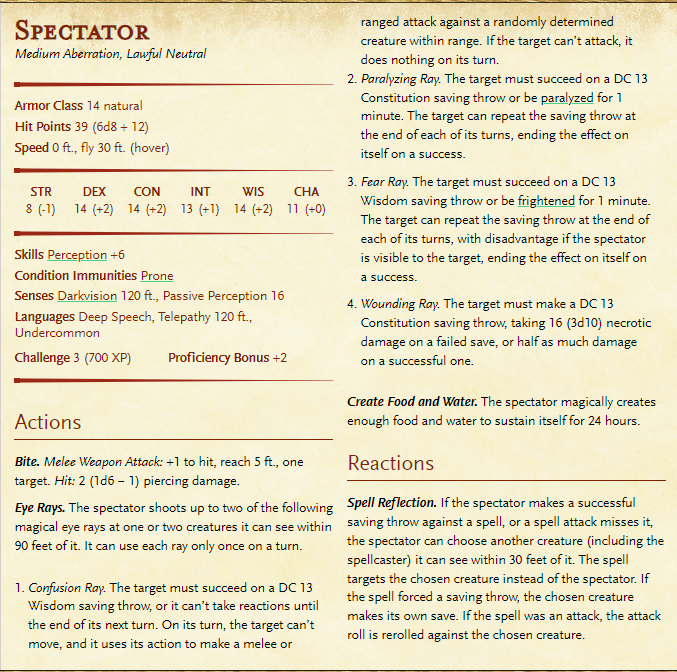 Spectator
Medium Aberration, Lawful Neutral
Armor Class 14 natural
Hit Points 39 (6d8 + 12)
Speed 0 ft., fly 30 ft. (hover)
STR DEX CON INT WIS CHA
8 (-1) 14 (+2) 14 (+2) 13 (+1) 14 (+2) 11 (+0)
Skills Perception +6
Condition Immunities Prone
Senses Darkvision 120 ft., Passive Perception 16
Languages Deep Speech, Telepathy 120 ft.,
Undercommon
Challenge 3 (700 XP) Proficiency Bonus +2
Actions
Bite. Melee Weapon Attack: +1 to hit, reach 5 ft., one
target. Hit: 2 (1d6 – 1) piercing damage.
Eye Rays. The spectator shoots up to two of the following
magical eye rays at one or two creatures it can see within
90 feet of it. It can use each ray only once on a turn.
1. Confusion Ray. The target must succeed on a DC 13
Wisdom saving throw, or it can't take reactions until
the end of its next turn. On its turn, the target can't
move, and it uses its action to make a melee or
ranged attack against a randomly determined
creature within range. If the target can't attack, it
does nothing on its turn.
2. Paralyzing Ray. The target must succeed on a DC 13
Constitution saving throw or be paralyzed for 1
minute. The target can repeat the saving throw at
the end of each of its turns, ending the effect on
itself on a success.
3. Fear Ray. The target must succeed on a DC 13
Wisdom saving throw or be frightened for 1 minute.
The target can repeat the saving throw at the end of
each of its turns, with disadvantage if the spectator
is visible to the target, ending the effect on itself on
a success.
4. Wounding Ray. The target must make a DC 13
Constitution saving throw, taking 16 (3d10) necrotic
damage on a failed save, or half as much damage
on a successful one.
Create Food and Water. The spectator magically creates
enough food and water to sustain itself for 24 hours.
Reactions
Spell Reflection. If the spectator makes a successful
saving throw against a spell, or a spell attack misses it,
the spectator can choose another creature (including the
spellcaster) it can see within 30 feet of it. The spell
targets the chosen creature instead of the spectator. If
the spell forced a saving throw, the chosen creature
makes its own save. If the spell was an attack, the attack
roll is rerolled against the chosen creature.